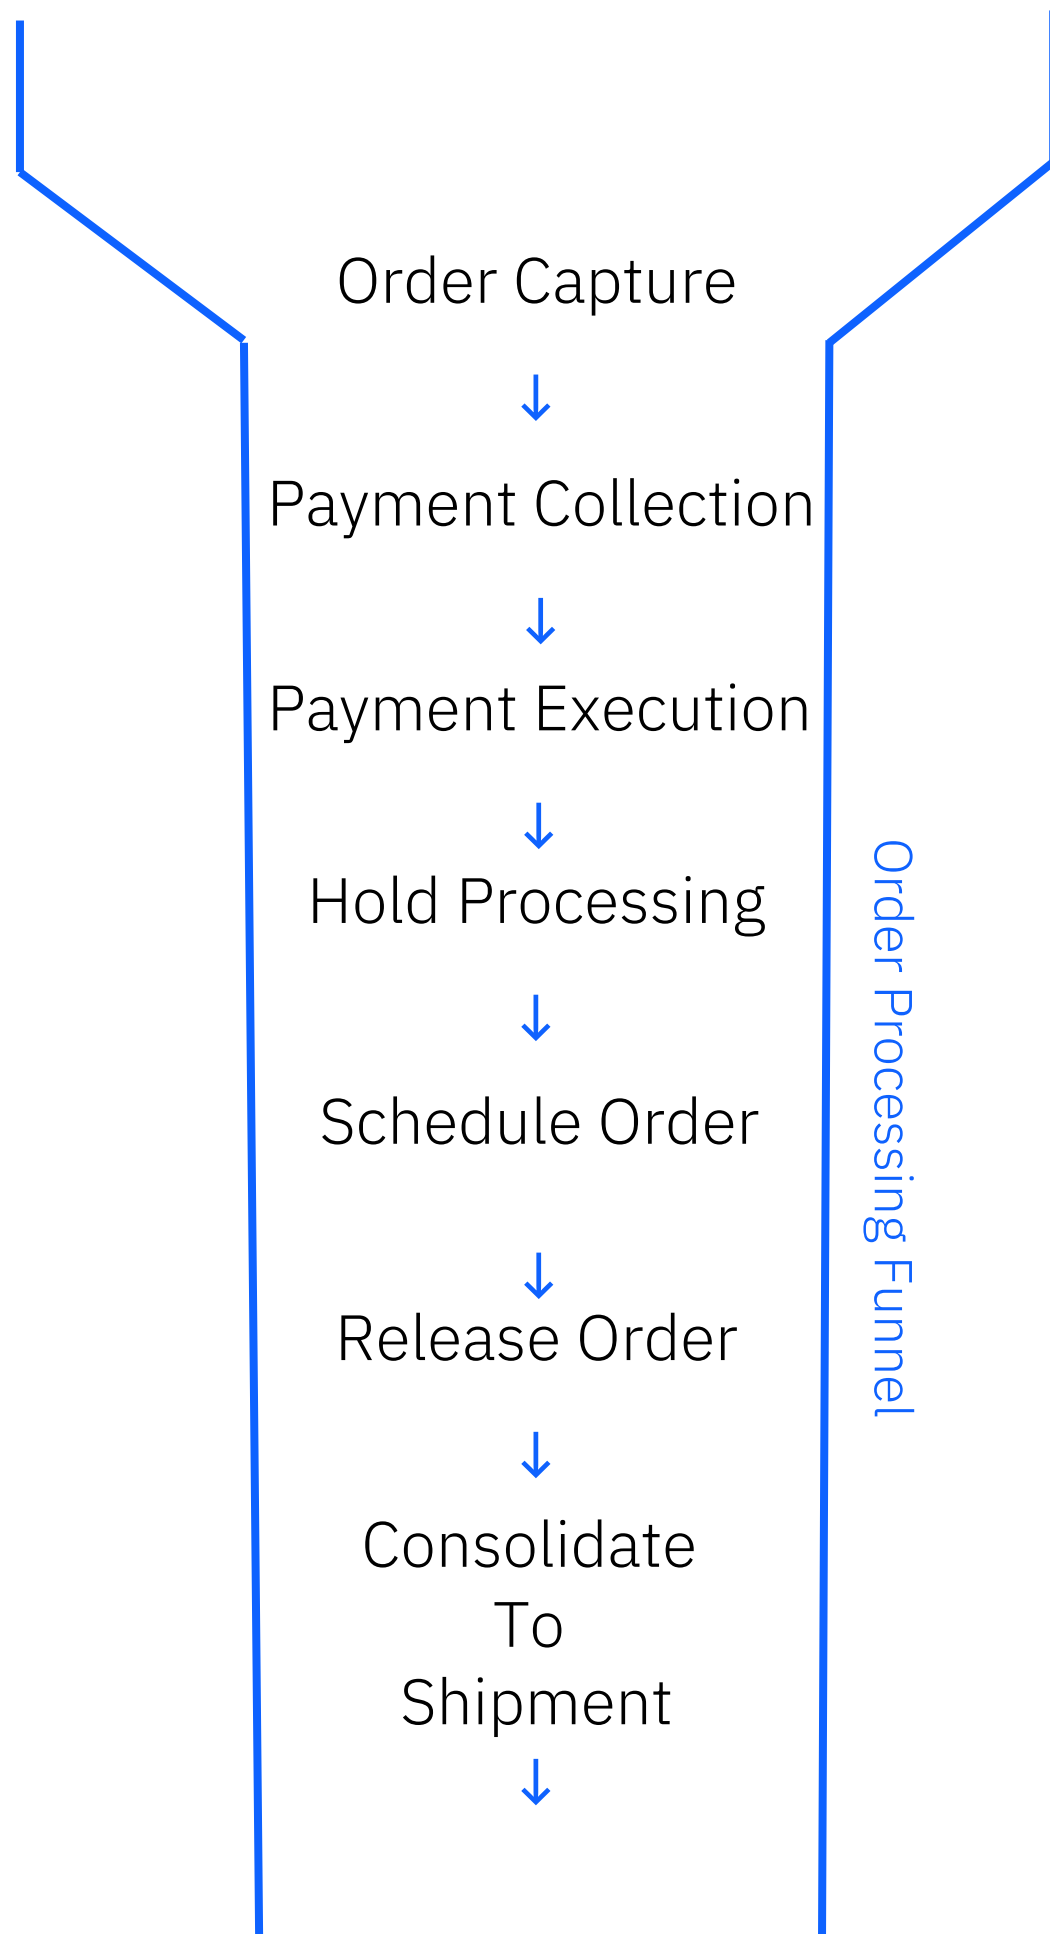 Order Capture
Payment Collection
Payment Execution
Hold Processing
Schedule Order
Release Order
Consolidate
To
Shipment
Order Processing Funnel